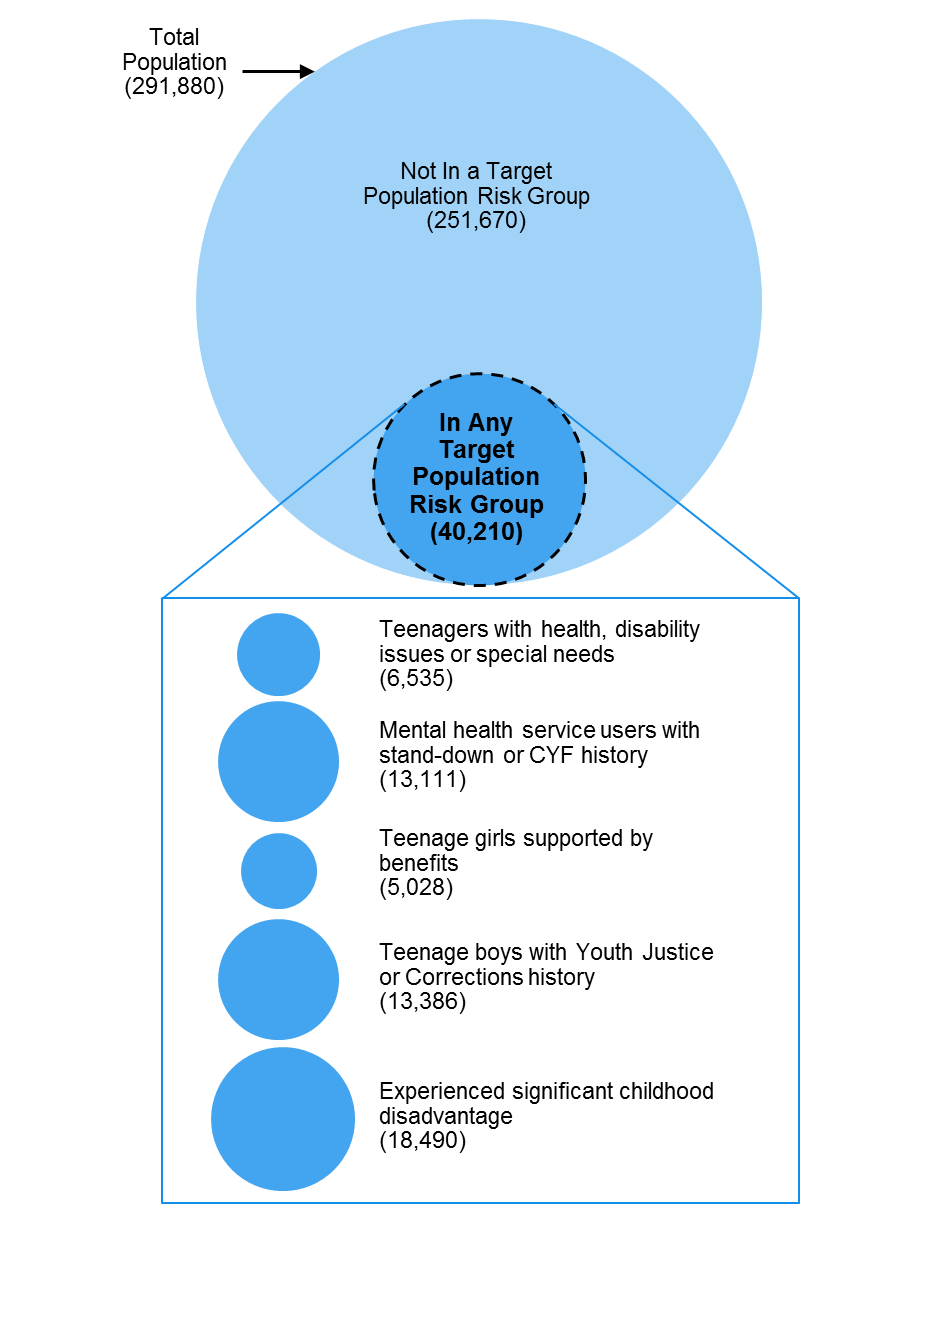 Total
Population
(291,880)
Not In a Target
Population Risk Group
(251,670)
In Any
Target
Population
Risk Group
(40,210)
Teenagers with health, disability
issues or special needs
(6,535)
Mental health service users with
stand-down or CYF history
(13,111)
Teenage girls supported by
benefits
(5,028)
Teenage boys with Youth Justice
or Corrections history
(13,386)
Experienced significant childhood
disadvantage
(18,490)